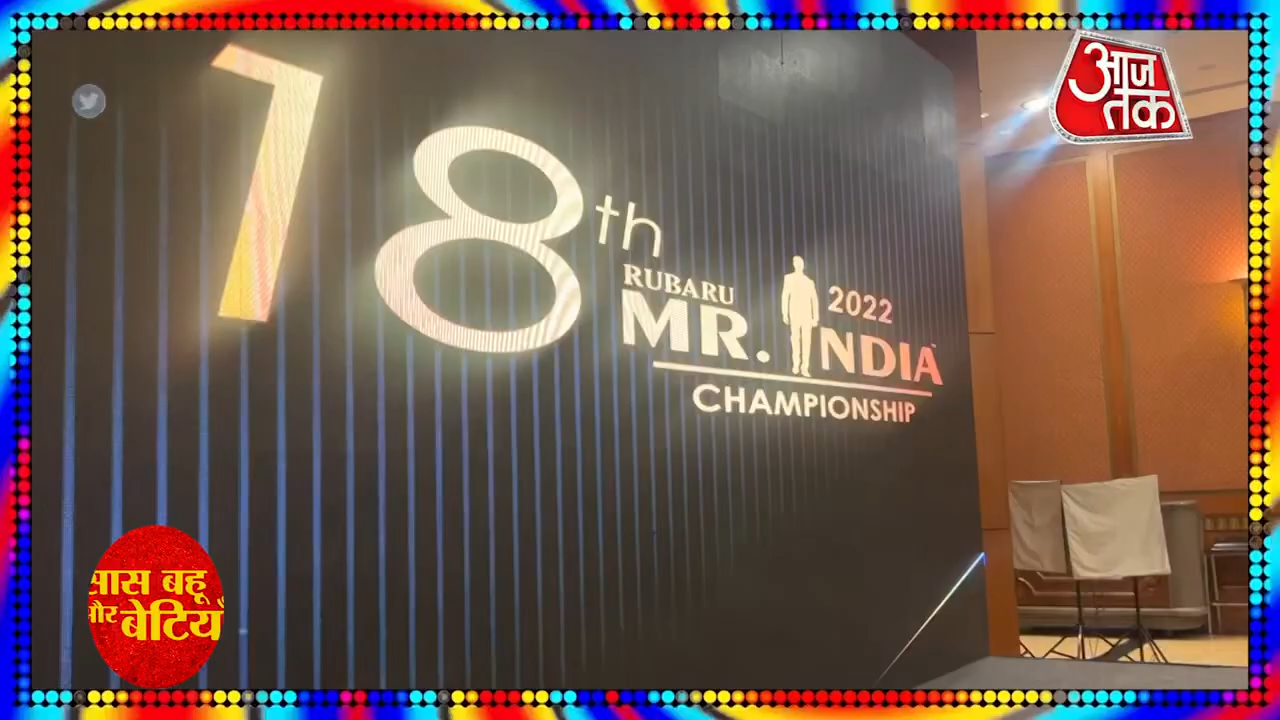 आज
तक
18th
RUBARU
MR. INDIA
2022
CHAMPIONSHIP
सास बहू
और बेटियाँ